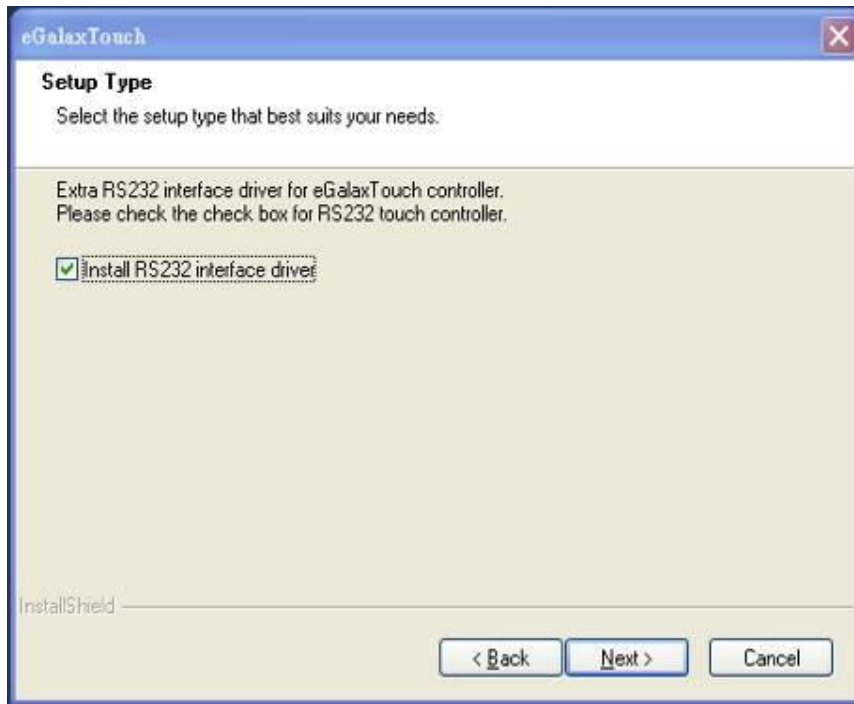 eGalaxTouch
Setup Type
Select the setup type that best suits your needs.
Extra RS232 interface driver for eGalaxTouch controller.
Please check the check box for RS232 touch controller.
Install RS232 interface driver
InstallShield
< Back
Next >
Cancel